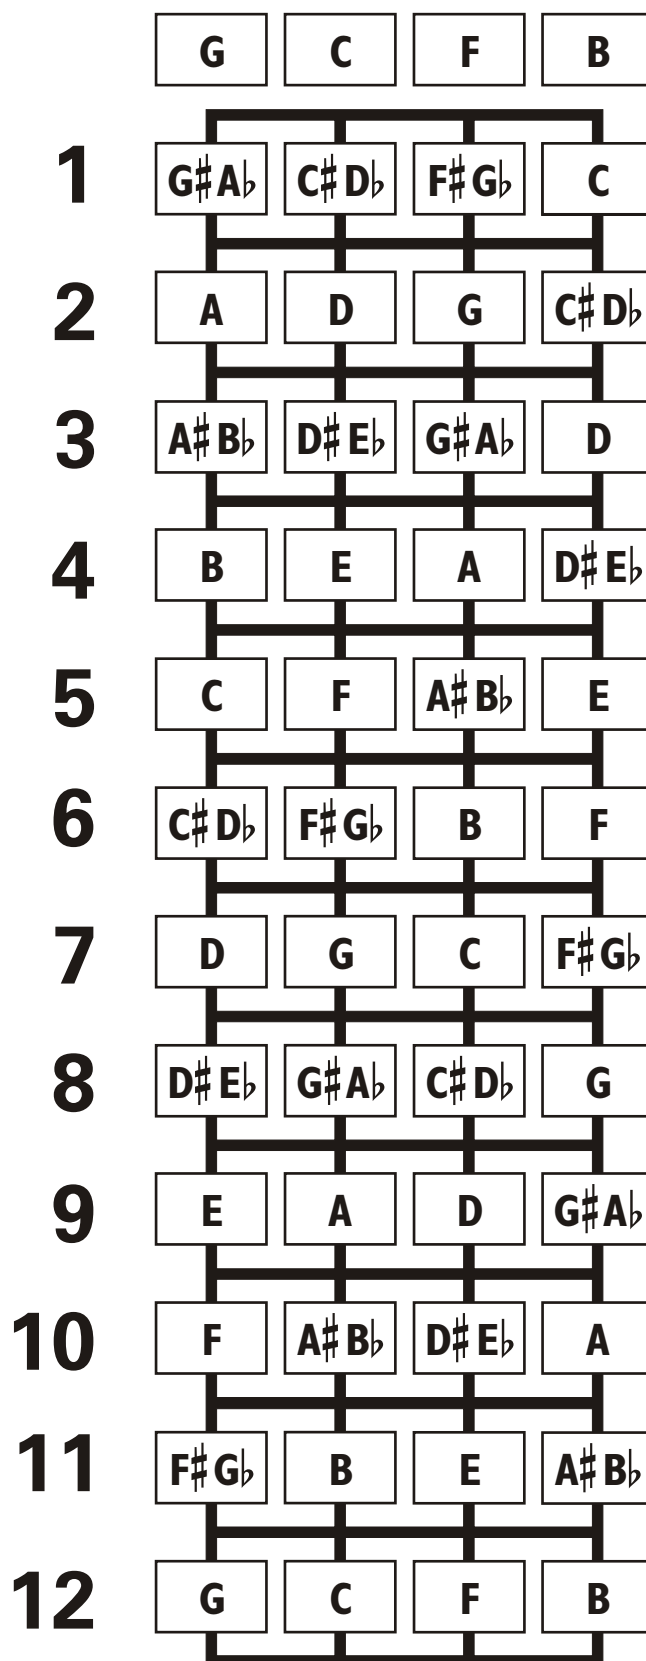 G C F B
1 G♯A♭ C♯D♭ F♯G♭ C
2 A D G C♯D♭
3 A♯B♭ D♯E♭ G♯A♭ D
4 B E A D♯E♭
5 C F A♯B♭ E
6 C♯D♭ F♯G♭ B F
7 D G C F♯G♭
8 D♯E♭ G♯A♭ C♯D♭ G
9 E A D G♯A♭
10 F A♯B♭ D♯E♭ A
11 F♯G♭ B E A♯B♭
12 G C F B